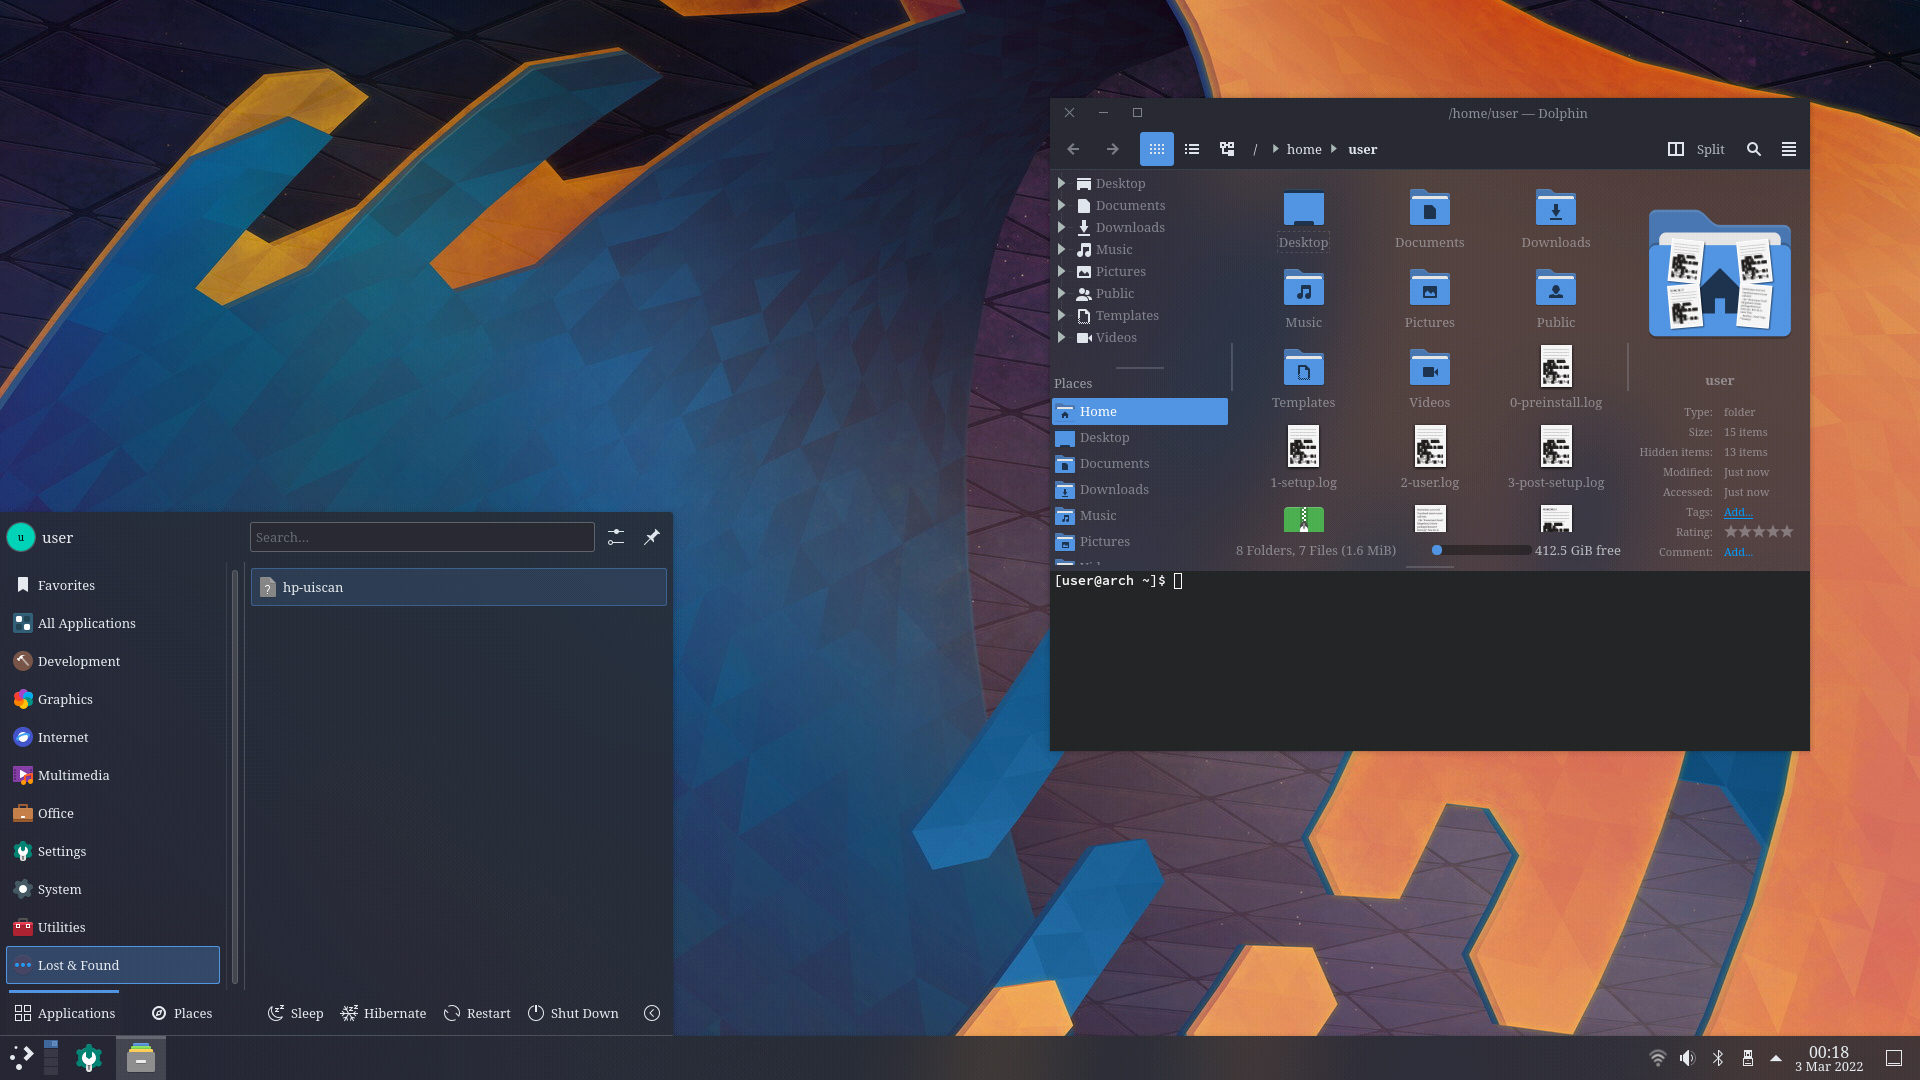 /home/user — Dolphin
/ home user
Split
Desktop
Documents
Downloads
Music
Pictures
Public
Templates
Videos
Places
Home
Desktop
Documents
Downloads
Music
Pictures
Desktop Documents Downloads
Music Pictures Public
Templates Videos 0-preinstall.log
1-setup.log 2-user.log 3-post-setup.log
8 Folders, 7 Files (1.6 MiB) 412.5 GiB free
user
Type: folder
Size: 15 items
Hidden items: 13 items
Modified: Just now
Accessed: Just now
Tags: Add...
Rating:
Comment: Add...
[user@arch ~]$
u user
Search...
Favorites
All Applications
Development
Graphics
Internet
Multimedia
Office
Settings
System
Utilities
Lost & Found
hp-uiscan
Applications Places Sleep Hibernate Restart Shut Down
00:18
3 Mar 2022